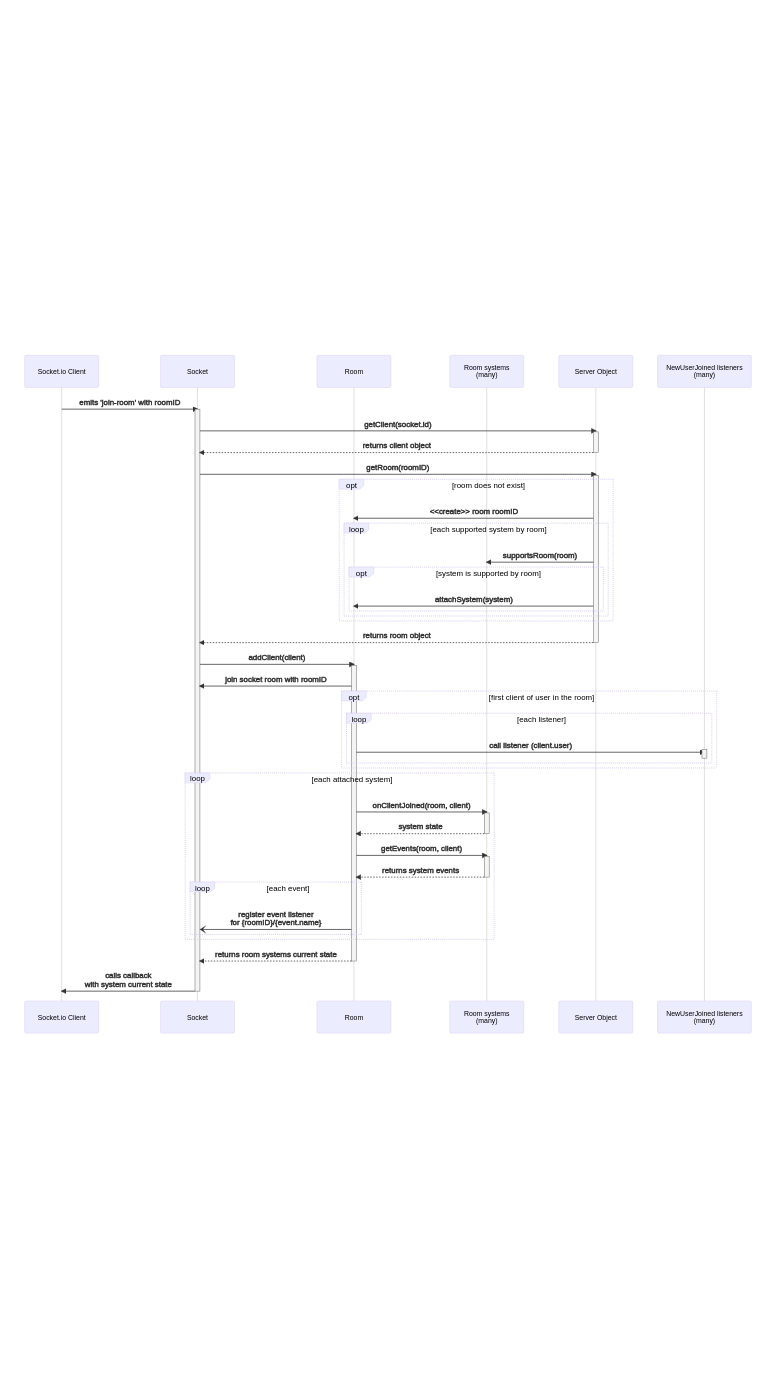 Socket.io Client
Socket
Room
Room systems
(many)
Server Object
NewUserJoined listeners
(many)
emits 'join-room' with roomID
getClient(socket.id)
returns client object
getRoom(roomID)
opt
[room does not exist]
<<create>> room roomID
loop
[each supported system by room]
supportsRoom(room)
opt
[system is supported by room]
attachSystem(system)
returns room object
addClient(client)
join socket room with roomID
opt
[first client of user in the room]
loop
[each listener]
call listener (client.user)
loop
[each attached system]
onClientJoined(room, client)
system state
getEvents(room, client)
returns system events
loop
[each event]
register event listener
for {roomID}/{event.name}
returns room systems current state
calls callback
with system current state
Socket.io Client
Socket
Room
Room systems
(many)
Server Object
NewUserJoined listeners
(many)